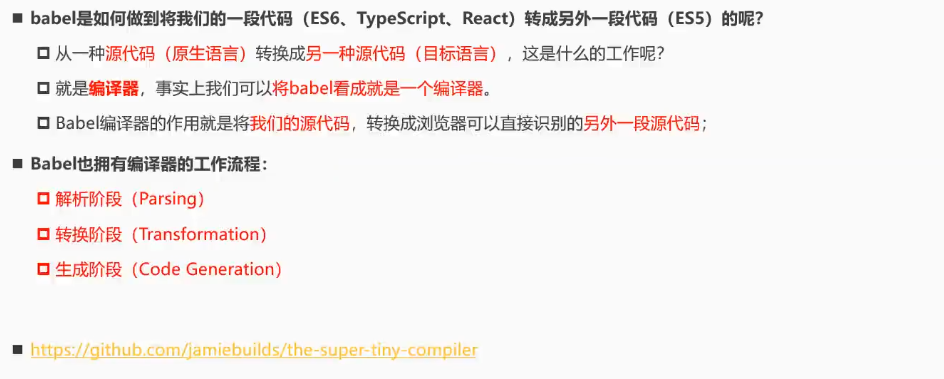 ■ babel是如何做到将我们的一段代码（ES6、TypeScript、React）转成另外一段代码（ES5）的呢？
从一种源代码（原生语言）转换成另一种源代码（目标语言），这是什么的工作呢？
就是编译器，事实上我们可以将babel看成就是一个编译器。
Babel编译器的作用就是将我们的源代码，转换成浏览器可以直接识别的另外一段源代码；
■ Babel也拥有编译器的工作流程：
解析阶段（Parsing）
转换阶段（Transformation）
生成阶段（Code Generation）
■ https://github.com/jamiebuilds/the-super-tiny-compiler